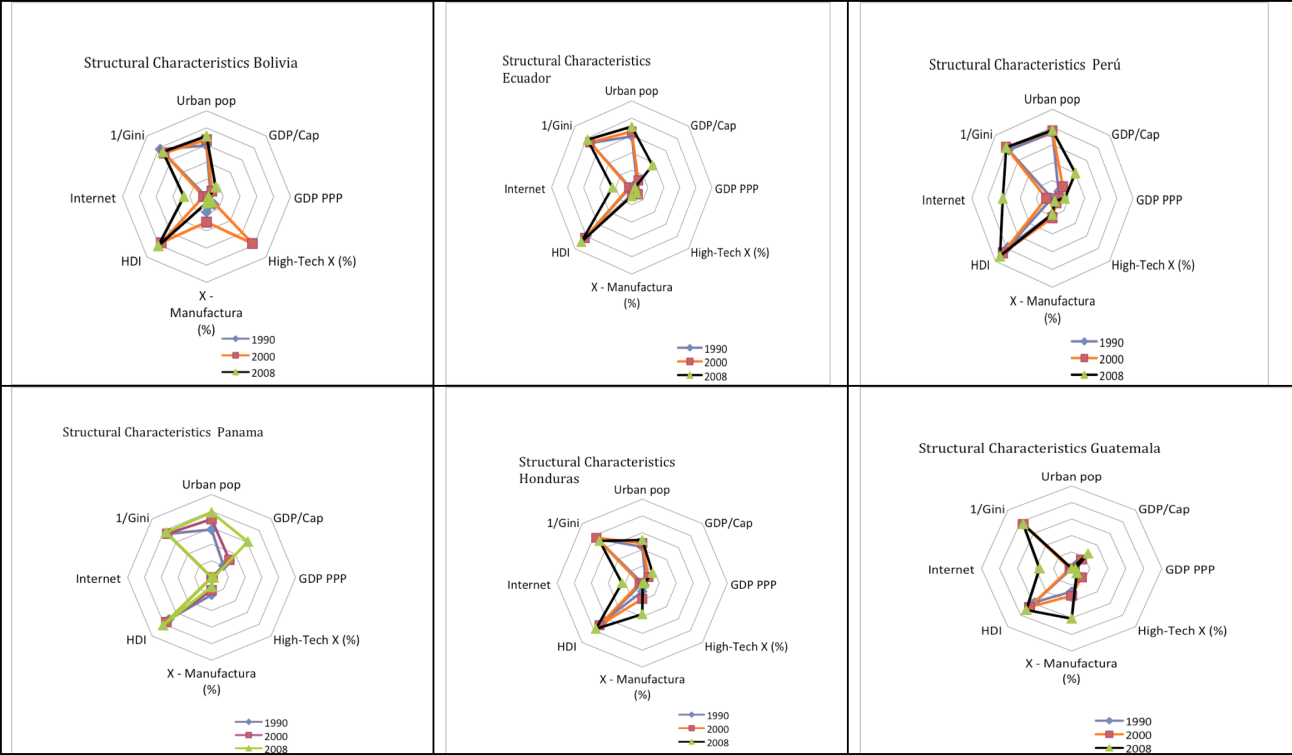 Structural Characteristics Bolivia
Urban pop
1/Gini
GDP/Cap
Internet
GDP PPP
HDI
High-Tech X (%)
X -
Manufactura
(%)
1990
2000
2008
Structural Characteristics
Ecuador
Urban pop
1/Gini
GDP/Cap
Internet
GDP PPP
HDI
High-Tech X (%)
X - Manufactura
(%)
1990
2000
2008
Structural Characteristics Perú
Urban pop
1/Gini
GDP/Cap
Internet
GDP PPP
HDI
High-Tech X (%)
X - Manufactura
(%)
1990
2000
2008
Structural Characteristics Panama
Urban pop
1/Gini
GDP/Cap
Internet
GDP PPP
HDI
High-Tech X (%)
X - Manufactura
(%)
1990
2000
2008
Structural Characteristics
Honduras
Urban pop
1/Gini
GDP/Cap
Internet
GDP PPP
HDI
High-Tech X (%)
X - Manufactura
(%)
1990
2000
2008
Structural Characteristics Guatemala
Urban pop
1/Gini
GDP/Cap
Internet
GDP PPP
HDI
High-Tech X (%)
X - Manufactura
(%)
1990
2000
2008